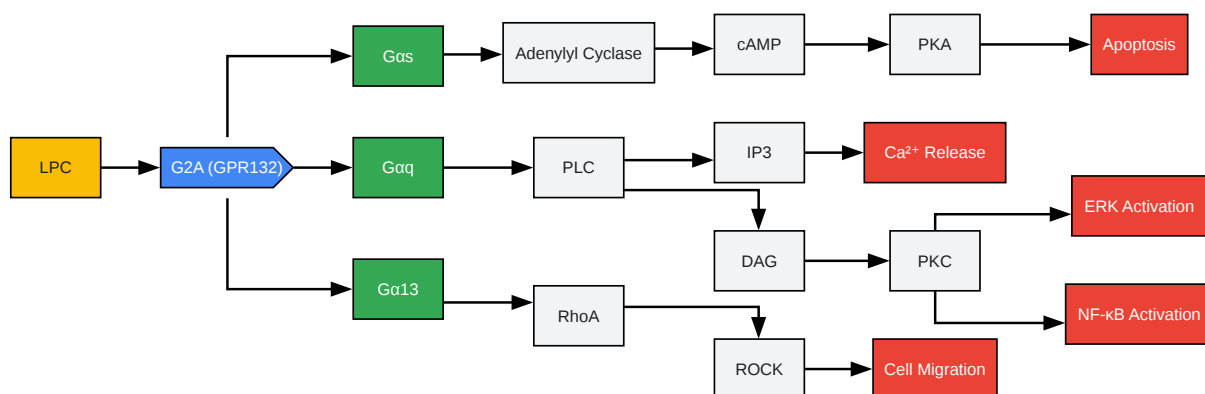 Gαs
Adenylyl Cyclase
cAMP
PKA
Apoptosis
LPC
G2A (GPR132)
Gαq
PLC
IP3
Ca²⁺ Release
ERK Activation
DAG
PKC
Gα13
RhoA
NF-κB Activation
ROCK
Cell Migration